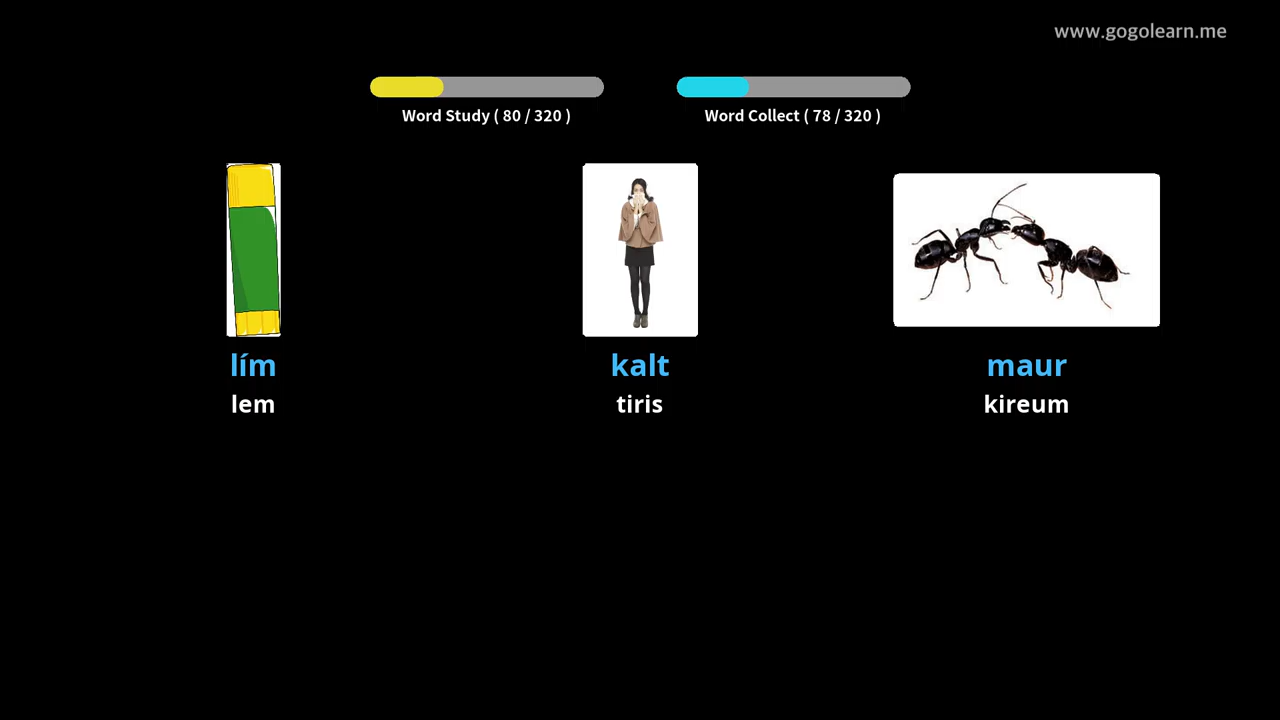 www.gogolearn.me
Word Study ( 80 / 320 )
Word Collect ( 78 / 320 )
lím
kalt
maur
lem
tiris
kireum